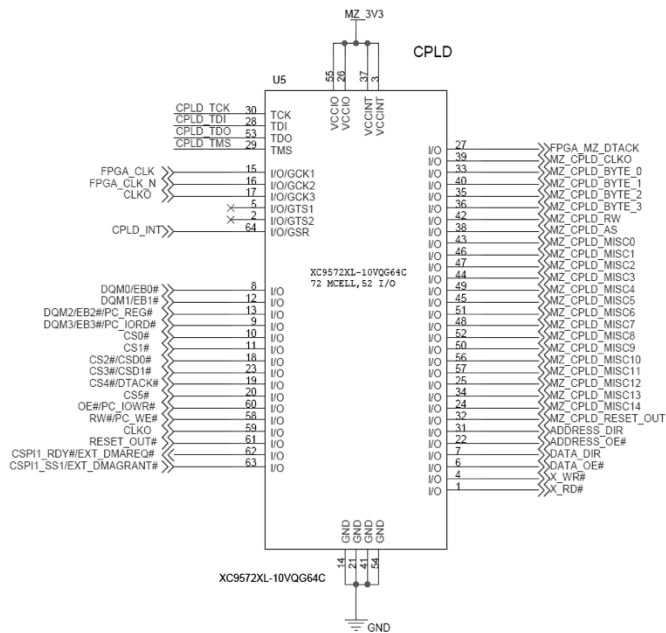 MZ_3V3
CPLD
U5
55 26 37 3
VCCIO VCCIO VCCINT VCCINT
CPLD_TCK 30 TCK
CPLD_TDI 28 TDI
CPLD_TDO 53 TDO
CPLD_TMS 29 TMS
I/O 27 FPGA_MZ_DTACK
I/O 39 MZ_CPLD_CLKO
FPGA_CLK 15 I/O/GCK1 I/O 33 MZ_CPLD_BYTE_0
FPGA_CLK_N 16 I/O/GCK2 I/O 40 MZ_CPLD_BYTE_1
CLKO 17 I/O/GCK3 I/O 35 MZ_CPLD_BYTE_2
5 I/O/GTS1 I/O 36 MZ_CPLD_BYTE_3
2 I/O/GTS2 I/O 42 MZ_CPLD_RW
CPLD_INT 64 I/O/GSR I/O 38 MZ_CPLD_AS
I/O 43 MZ_CPLD_MISC0
I/O 46 MZ_CPLD_MISC1
I/O 47 MZ_CPLD_MISC2
XC9572XL-10VQG64C I/O 44 MZ_CPLD_MISC3
72 MCELL,52 I/O
DQM0/EB0# 8 I/O I/O 49 MZ_CPLD_MISC4
DQM1/EB1# 12 I/O I/O 45 MZ_CPLD_MISC5
DQM2/EB2#/PC_REG# 13 I/O I/O 51 MZ_CPLD_MISC6
DQM3/EB3#/PC_IORD# 9 I/O I/O 48 MZ_CPLD_MISC7
CS0# 10 I/O I/O 52 MZ_CPLD_MISC8
CS1# 11 I/O I/O 50 MZ_CPLD_MISC9
CS2#/CSD0# 18 I/O I/O 56 MZ_CPLD_MISC10
CS3#/CSD1# 23 I/O I/O 57 MZ_CPLD_MISC11
CS4#/DTACK# 19 I/O I/O 25 MZ_CPLD_MISC12
CS5# 20 I/O I/O 34 MZ_CPLD_MISC13
OE#/PC_IOWR# 60 I/O I/O 24 MZ_CPLD_MISC14
RW#/PC_WE# 58 I/O I/O 32 MZ_CPLD_RESET_OUT
CLKO 59 I/O I/O 31 ADDRESS_DIR
RESET_OUT# 61 I/O I/O 22 ADDRESS_OE#
CSPI1_RDY#/EXT_DMAREQ# 62 I/O I/O 7 DATA_DIR
CSPI1_SS1/EXT_DMAGRANT# 63 I/O I/O 6 DATA_OE#
I/O 4 X_WR#
I/O 1 X_RD#
GND GND GND GND
14 21 41 54
XC9572XL-10VQG64C
GND